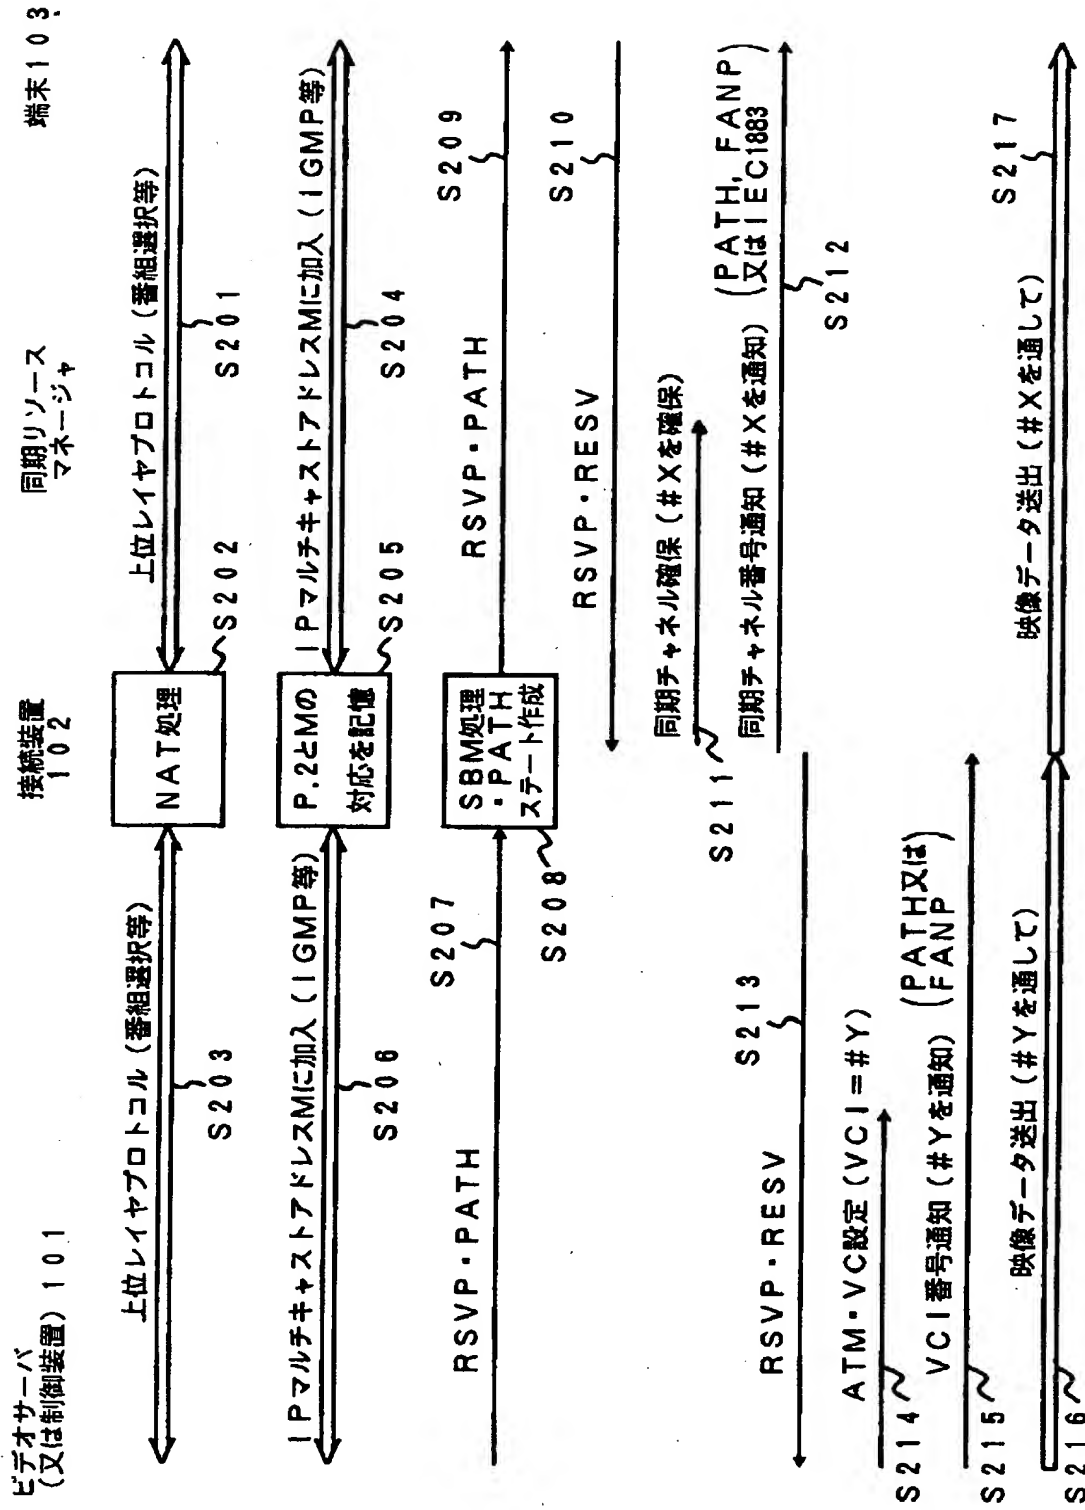 ビデオサーバ
(又は制御装置) 101
接続装置
102
同期リソース
マネージャ
端末103
上位レイヤプロトコル (番組選択等)
S203
NAT処理
S202
上位レイヤプロトコル (番組選択等)
S201
IPマルチキャストアドレスMに加入 (IGMP等)
S206
P.2とMの
対応を記憶
S205
IPマルチキャストアドレスMに加入 (IGMP等)
S204
RSVP・PATH
S207
SBM処理
・PATH
ステート作成
S208
RSVP・PATH
S209
RSVP・RESV
S210
同期チャネル確保 (#Xを確保)
S211
同期チャネル番号通知 (#Xを通知)
(PATH, FANP
又はIEC1883)
S212
RSVP・RESV
S213
ATM・VC設定 (VCI=#Y)
S214
VCI番号通知 (#Yを通知)
(PATH又は
FANP)
S215
映像データ送出 (#Yを通して)
S216
映像データ送出 (#Xを通して)
S217